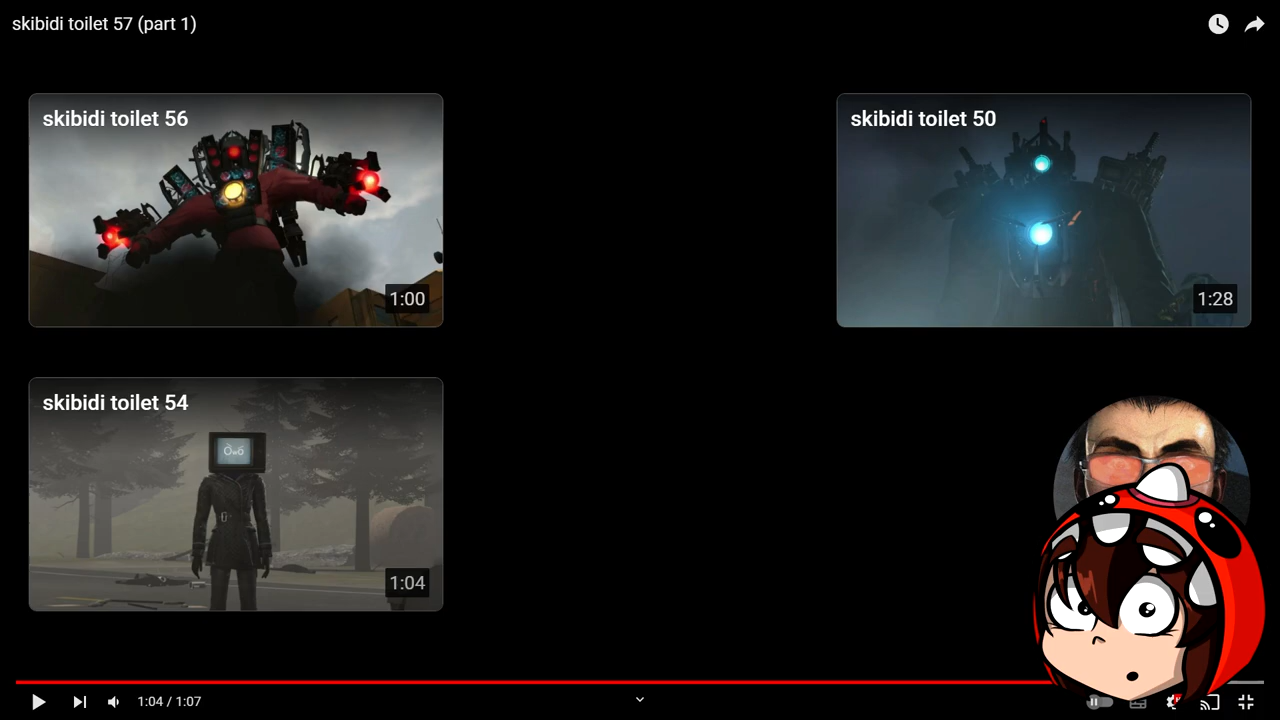 skibidi toilet 57 (part 1)
skibidi toilet 56
1:00
skibidi toilet 50
1:28
skibidi toilet 54
ÒwÓ
1:04
1:04 / 1:07